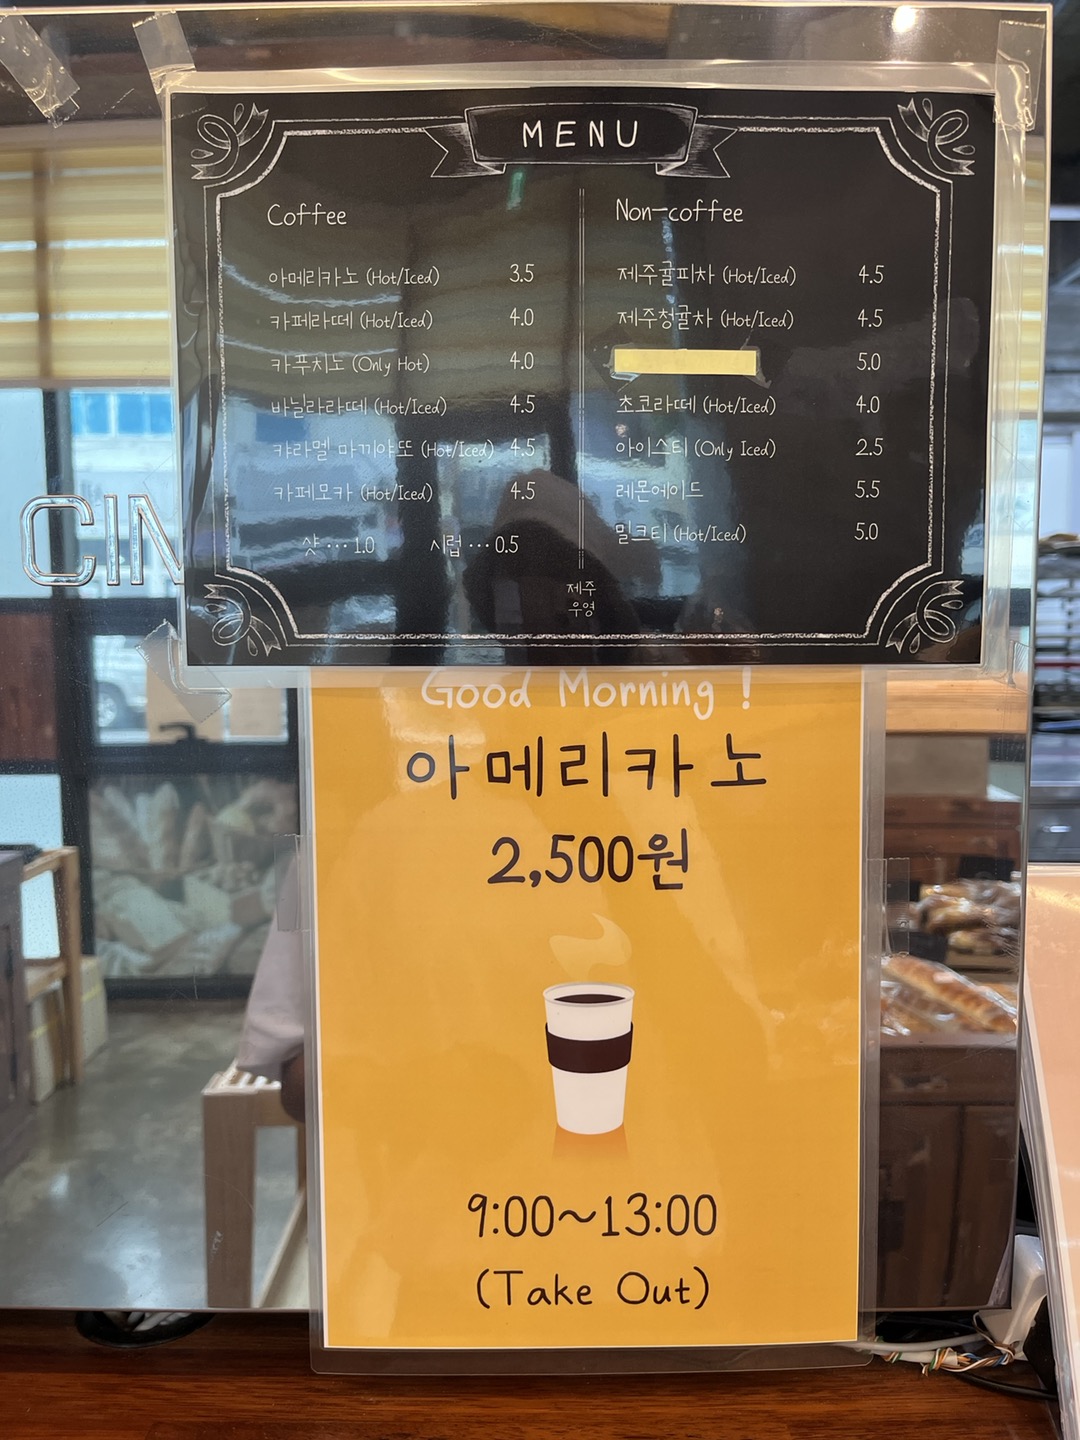 MENU
Coffee
아메리카노 (Hot/Iced) 3.5
카페라떼 (Hot/Iced) 4.0
카푸치노 (Only Hot) 4.0
바닐라라떼 (Hot/Iced) 4.5
카라멜 마끼야또 (Hot/Iced) 4.5
카페모카 (Hot/Iced) 4.5
샷 ··· 1.0 시럽 ··· 0.5
Non-coffee
제주귤피차 (Hot/Iced) 4.5
제주청귤차 (Hot/Iced) 4.5
5.0
초코라떼 (Hot/Iced) 4.0
아이스티 (Only Iced) 2.5
레몬에이드 5.5
밀크티 (Hot/Iced) 5.0
제주
우영
CIN
Good Morning !
아메리카노
2,500원
9:00~13:00
(Take Out)